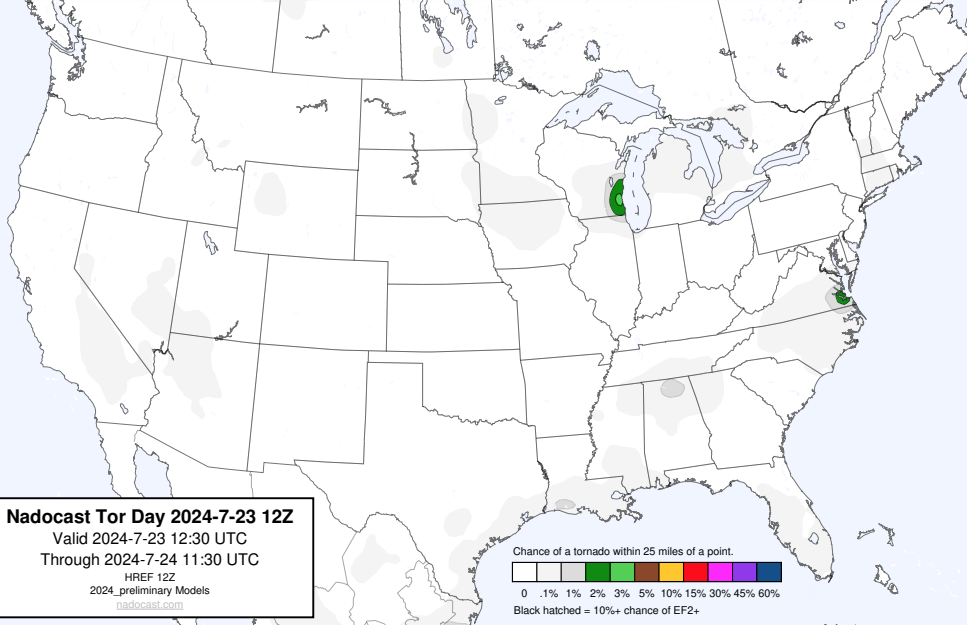 Nadocast Tor Day 2024-7-23 12Z
Valid 2024-7-23 12:30 UTC
Through 2024-7-24 11:30 UTC
HREF 12Z
2024_preliminary Models
nadocast.com
Chance of a tornado within 25 miles of a point.
0 .1% 1% 2% 3% 5% 10% 15% 30% 45% 60%
Black hatched = 10%+ chance of EF2+